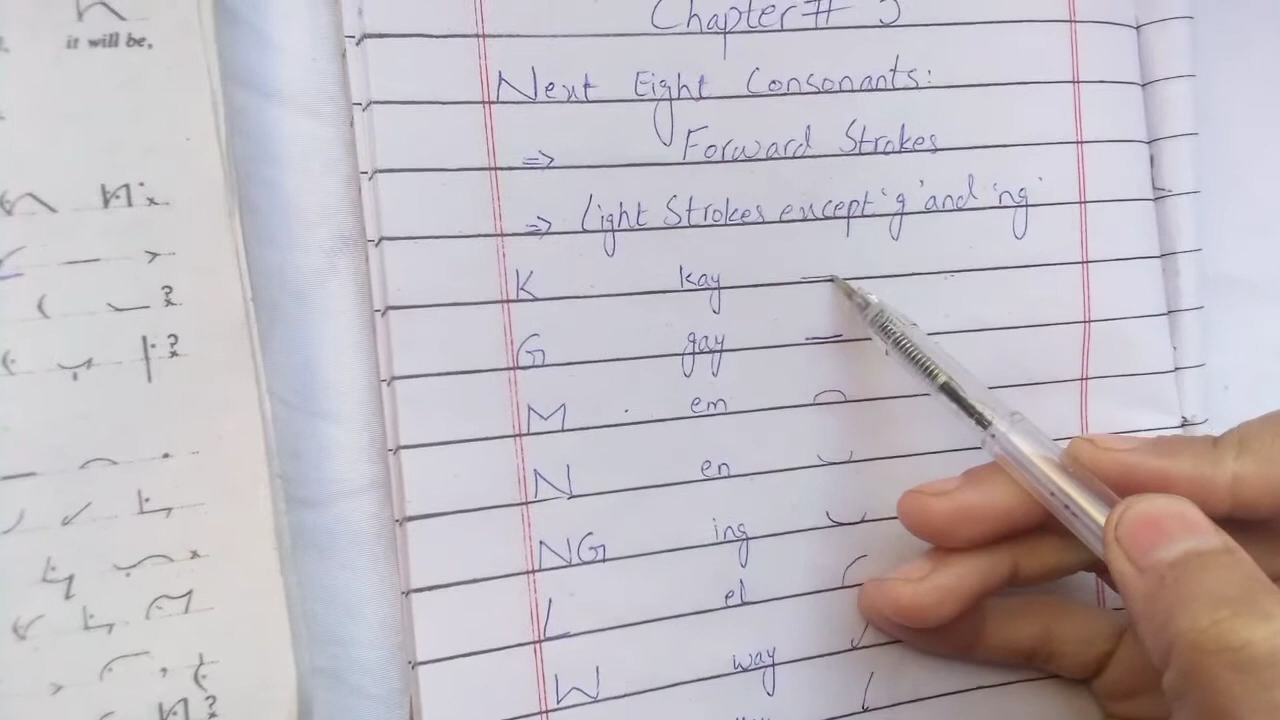 it will be,
Chapter # 3
Next Eight Consonants:
=> Forward Strokes
=> Light Strokes except 'g' and 'ng'
K kay
G gay
M em
N en
NG ing
L el
W way